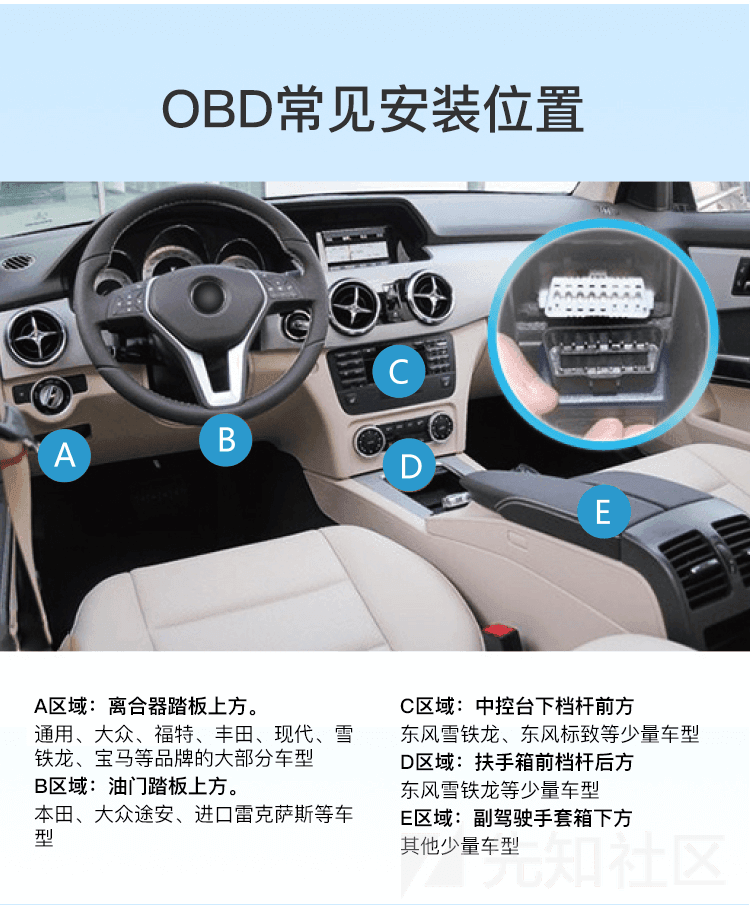 OBD常见安装位置
A
B
C
D
E
A区域：离合器踏板上方。
通用、大众、福特、丰田、现代、雪
铁龙、宝马等品牌的大部分车型
B区域：油门踏板上方。
本田、大众途安、进口雷克萨斯等车
型
C区域：中控台下档杆前方
东风雪铁龙、东风标致等少量车型
D区域：扶手箱前档杆后方
东风雪铁龙等少量车型
E区域：副驾驶手套箱下方
其他少量车型
先知社区